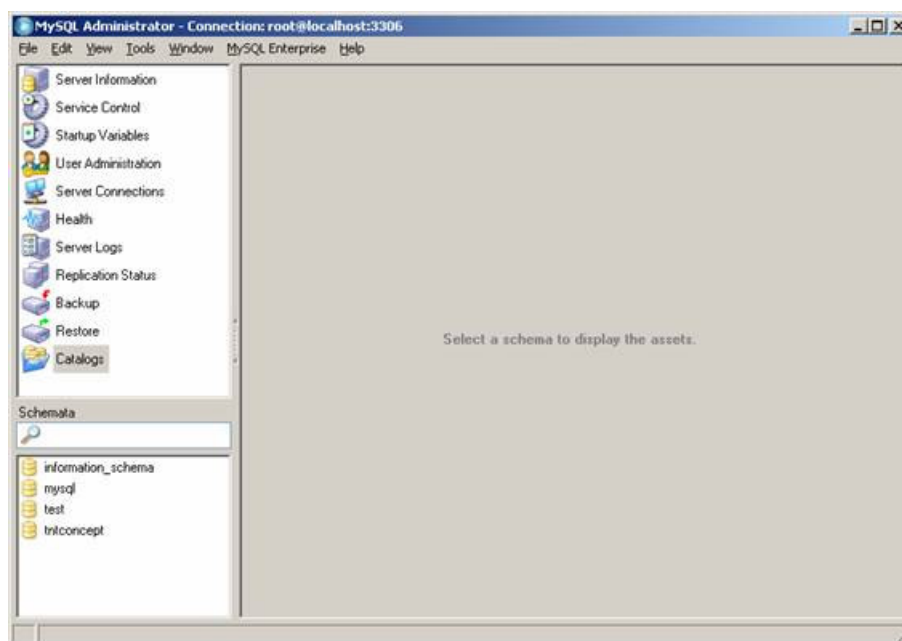 MySQL Administrator - Connection: root@localhost:3306
File Edit View Tools Window MySQL Enterprise Help
Server Information
Service Control
Startup Variables
User Administration
Server Connections
Health
Server Logs
Replication Status
Backup
Restore
Catalogs
Select a schema to display the assets.
Schemata
information_schema
mysql
test
tntconcept